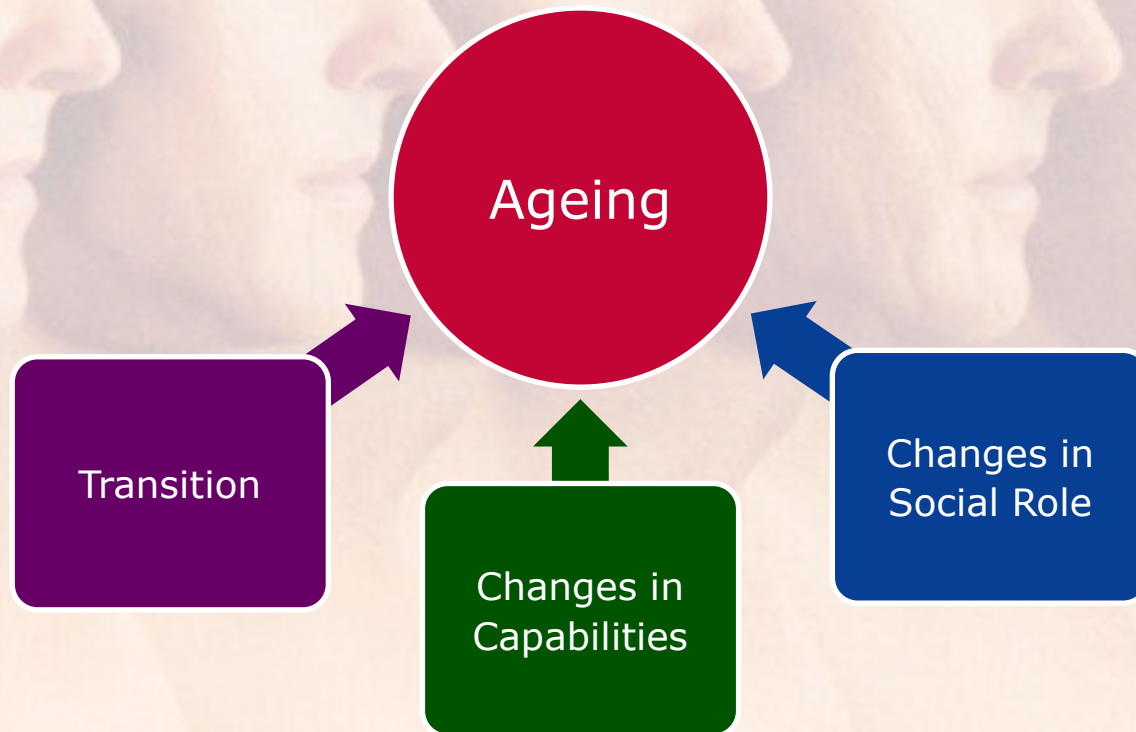 Ageing
Transition
Changes in
Capabilities
Changes in
Social Role